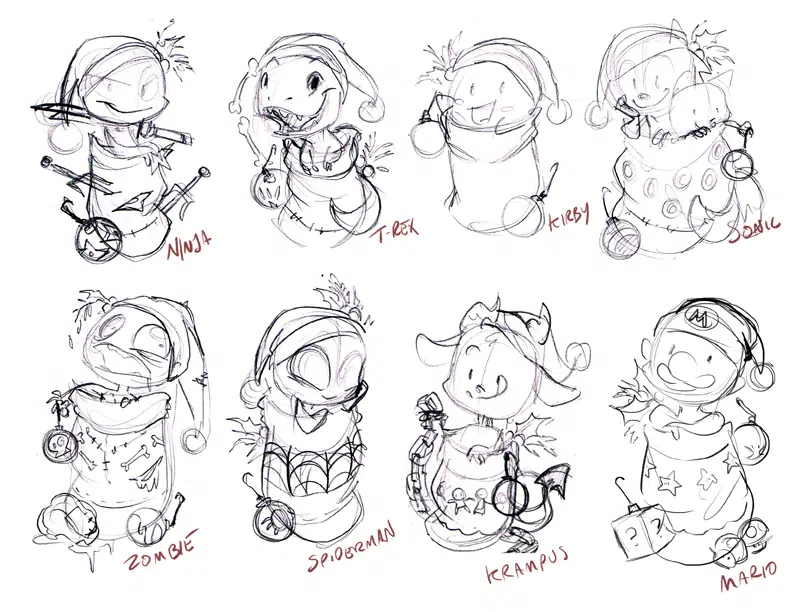 NINJA
T-REX
KIRBY
SONIC
ZOMBIE
SPIDERMAN
KRAMPUS
M
MARIO
? ?